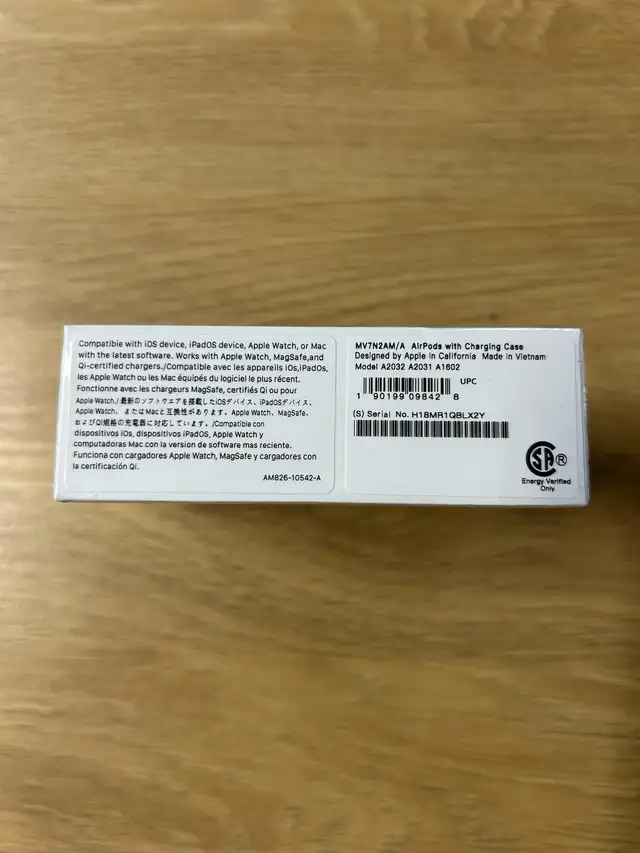 Compatible with iOS device, iPadOS device, Apple Watch, or Mac
with the latest software. Works with Apple Watch, MagSafe,and
Qi-certified chargers./Compatible avec les appareils iOs,iPadOs,
les Apple Watch ou les Mac équipés du logiciel le plus récent.
Fonctionne avec les chargeurs MagSafe, certifiés Qi ou pour
Apple Watch./最新のソフトウエアを搭載したiOSデバイス、iPadOSデバイス、
Apple Watch、またはMacと互換性があります。Apple Watch、MagSafe、
およびQi規格の充電器に対応しています。/Compatible con
dispositivos iOs, dispositivos iPadOS, Apple Watch y
computadoras Mac con la version de software mas reciente.
Funciona con cargadores Apple Watch, MagSafe y cargadores con
la certificación Qi.
AM826-10542-A
MV7N2AM/A AirPods with Charging Case
Designed by Apple in California Made in Vietnam
Model A2032 A2031 A1602
UPC
1 90199 09842 8
(S) Serial No. H18MR1QBLX2Y
SA ®
Energy Verified
Only